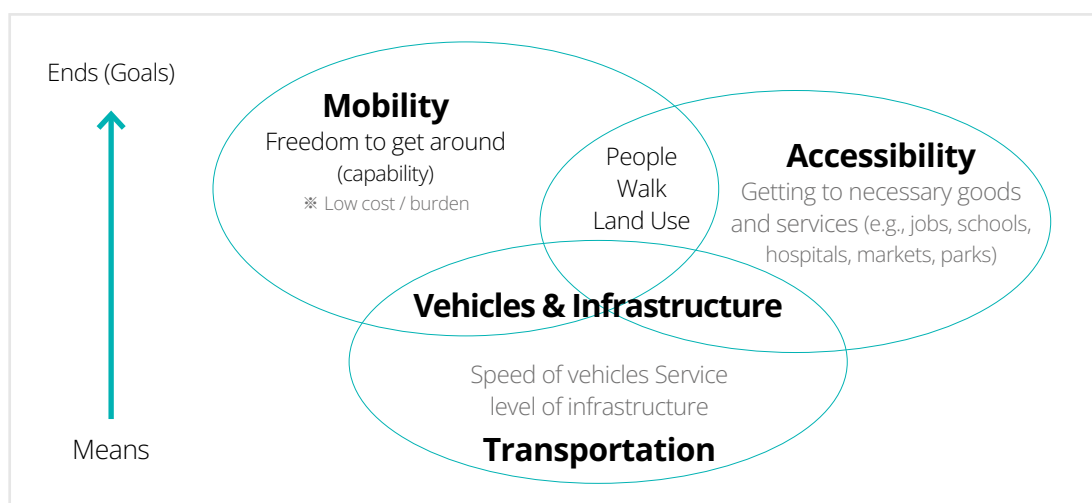 Ends (Goals)
Means
Mobility
Freedom to get around
(capability)
※ Low cost / burden
People
Walk
Land Use
Accessibility
Getting to necessary goods
and services (e.g., jobs, schools,
hospitals, markets, parks)
Vehicles & Infrastructure
Speed of vehicles Service
level of infrastructure
Transportation